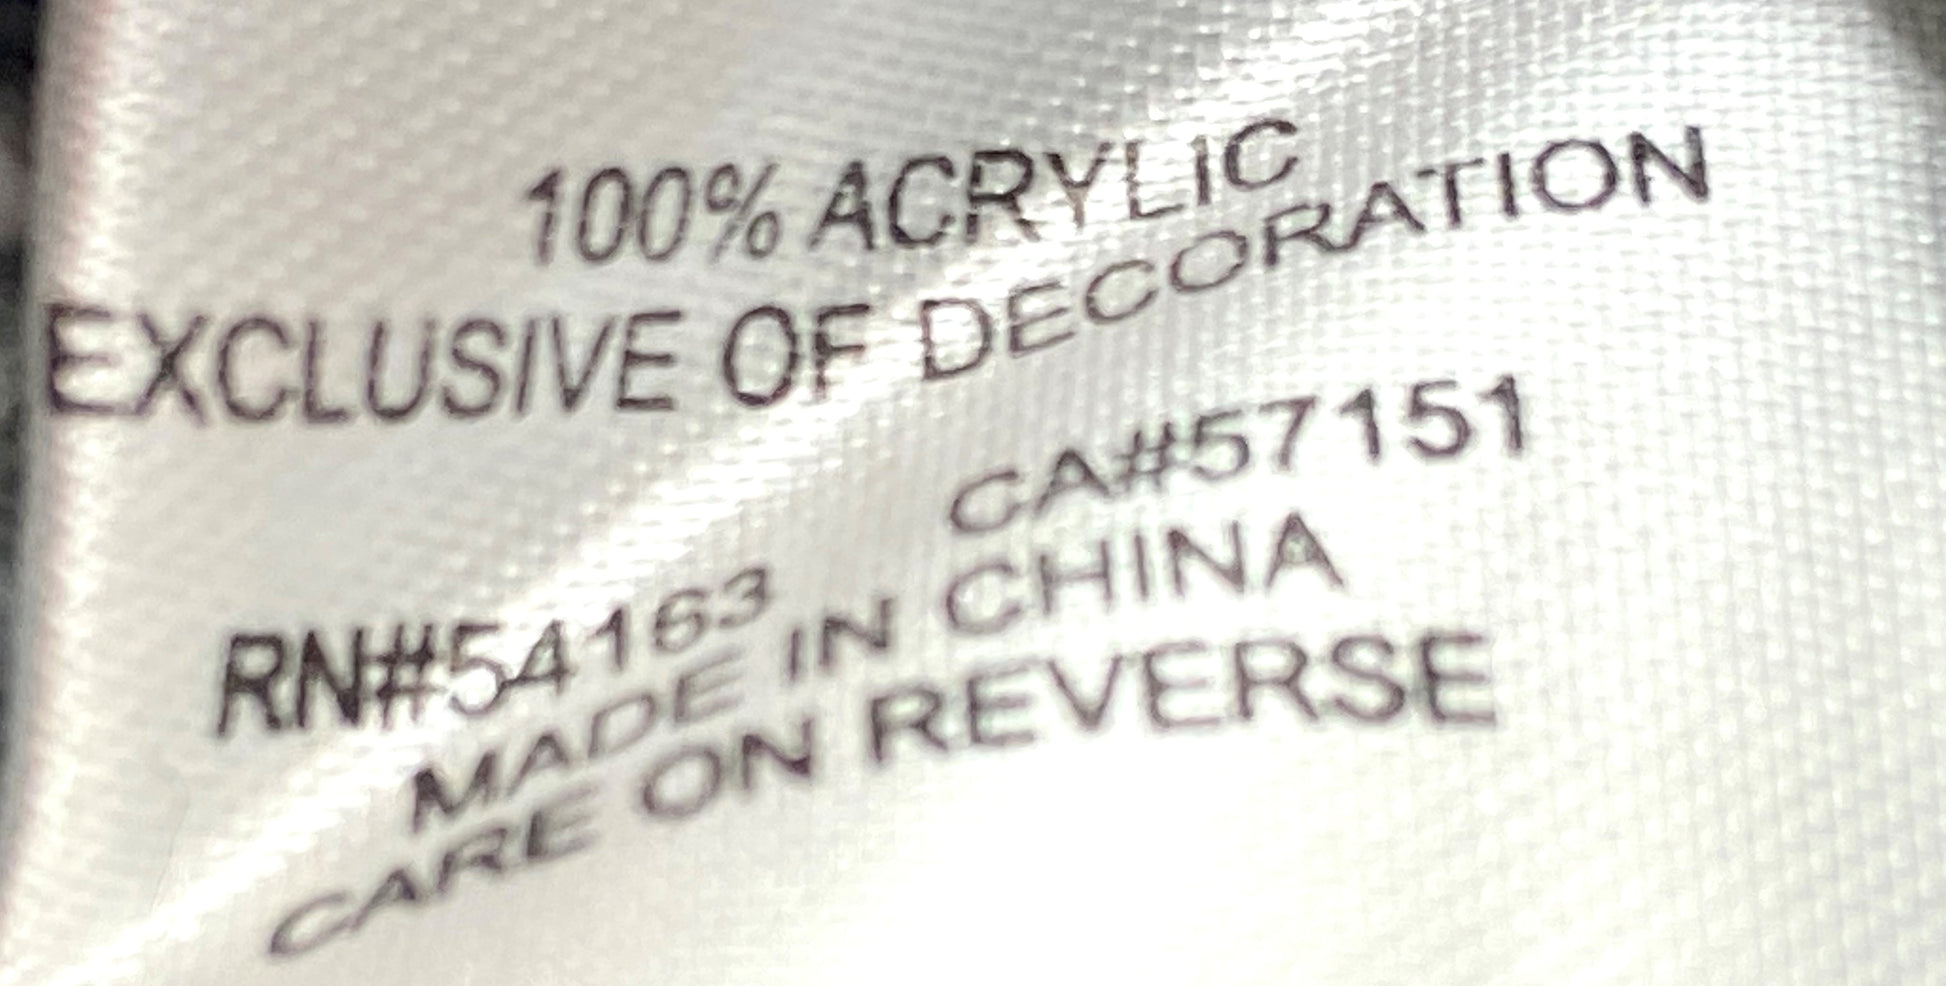 100% ACRYLIC
EXCLUSIVE OF DECORATION
RN#54163 CA#57151
MADE IN CHINA
CARE ON REVERSE